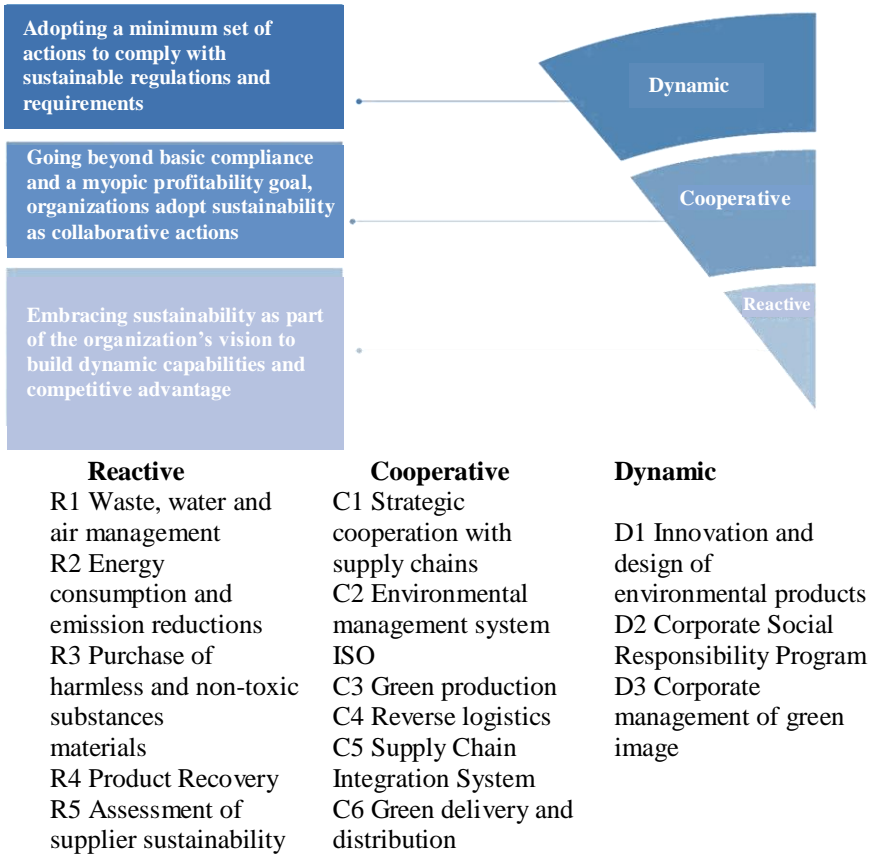 Adopting a minimum set of
actions to comply with
sustainable regulations and
requirements
Dynamic
Going beyond basic compliance
and a myopic profitability goal,
organizations adopt sustainability
as collaborative actions
Cooperative
Embracing sustainability as part
of the organization's vision to
build dynamic capabilities and
competitive advantage
Reactive
Reactive
R1 Waste, water and
air management
R2 Energy
consumption and
emission reductions
R3 Purchase of
harmless and non-toxic
substances
materials
R4 Product Recovery
R5 Assessment of
supplier sustainability
Cooperative
C1 Strategic
cooperation with
supply chains
C2 Environmental
management system
ISO
C3 Green production
C4 Reverse logistics
C5 Supply Chain
Integration System
C6 Green delivery and
distribution
Dynamic
D1 Innovation and
design of
environmental products
D2 Corporate Social
Responsibility Program
D3 Corporate
management of green
image